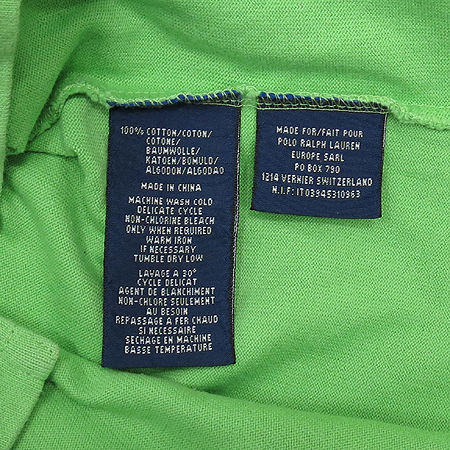 100% COTTON/COTON/
COTONE/
BAUMWOLLE/
KATOEN/BOMULD/
ALGODON/ALGODAO
MADE IN CHINA
MACHINE WASH COLD
DELICATE CYCLE
NON-CHLORINE BLEACH
ONLY WHEN REQUIRED
WARM IRON
IF NECESSARY
TUMBLE DRY LOW
LAVAGE A 30°
CYCLE DELICAT
AGENT DE BLANCHIMENT
NON-CHLORE SEULEMENT
AU BESOIN
REPASSAGE A FER CHAUD
SI NECESSAIRE
SECHAGE EN MACHINE
BASSE TEMPERATURE
MADE FOR/FAIT POUR
POLO RALPH LAUREN
EUROPE SARL
PO BOX 790
1214 VERNIER SWITZERLAND
N.I.F: IT03945310963